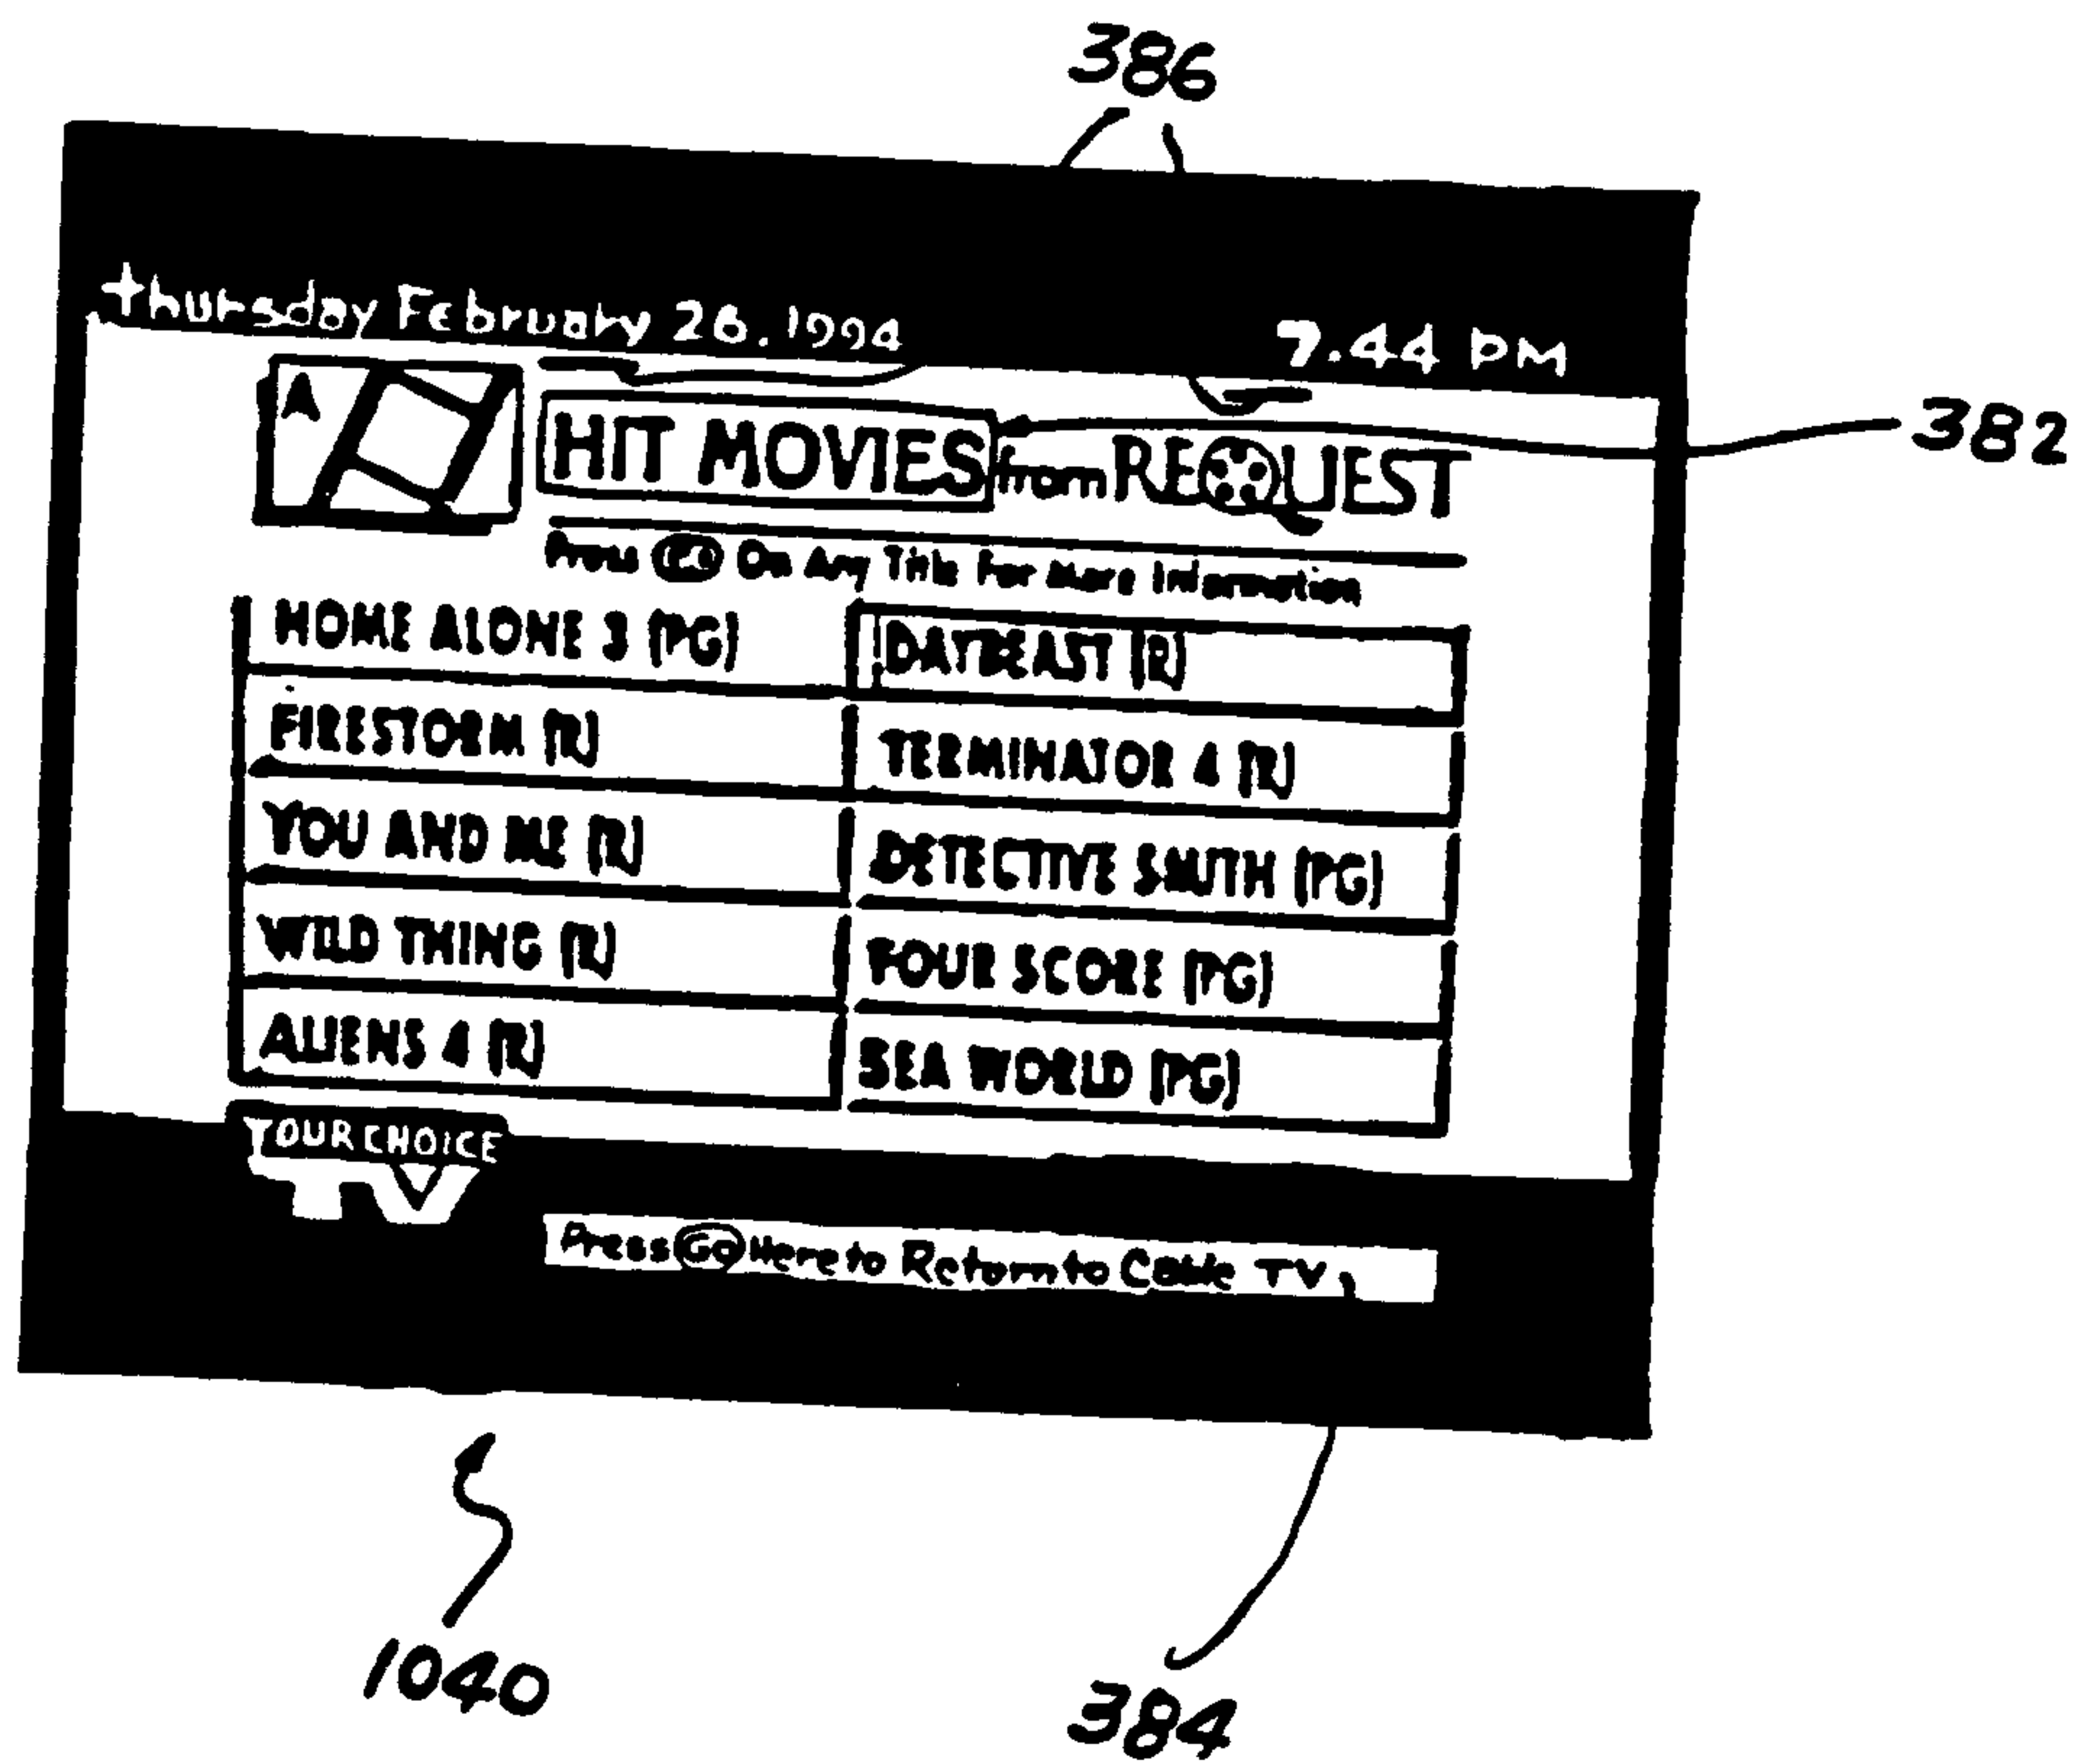 386
Thursday February 26, 1994 7.44 PM
382
A
HIT MOVIES from REQUEST
Press GO On Any Title For More Information
HOME ALONE 3 (PG)
FIRESTORM (R)
YOU AND ME (R)
WILD THING (R)
ALIENS 4 (R)
DAYBREAK (R)
TERMINATOR 4 (R)
DETECTIVE SMITH (PG)
FOUR SCORE (PG)
SEA WORLD (PG)
YOUR CHOICE
TV
Press GO Here to Return to Cable TV
1040
384